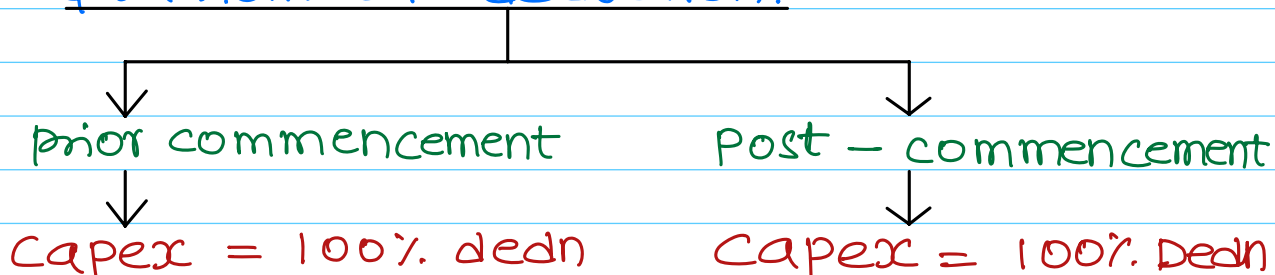 prior commencement Post - commencement
Capex = 100% dedn Capex = 100% Dedn